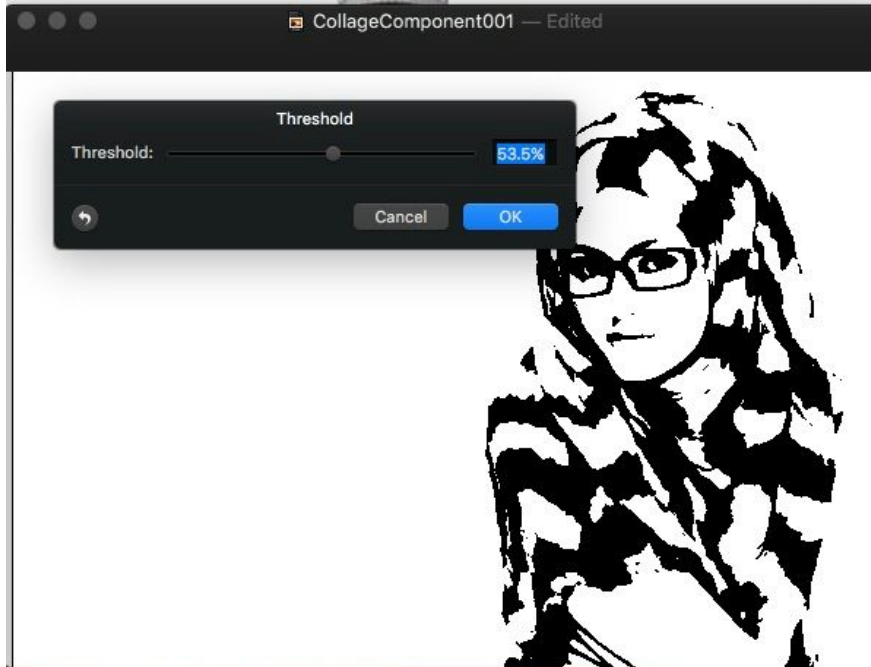 CollageComponent001 — Edited
Threshold
Threshold: 53.5%
Cancel OK